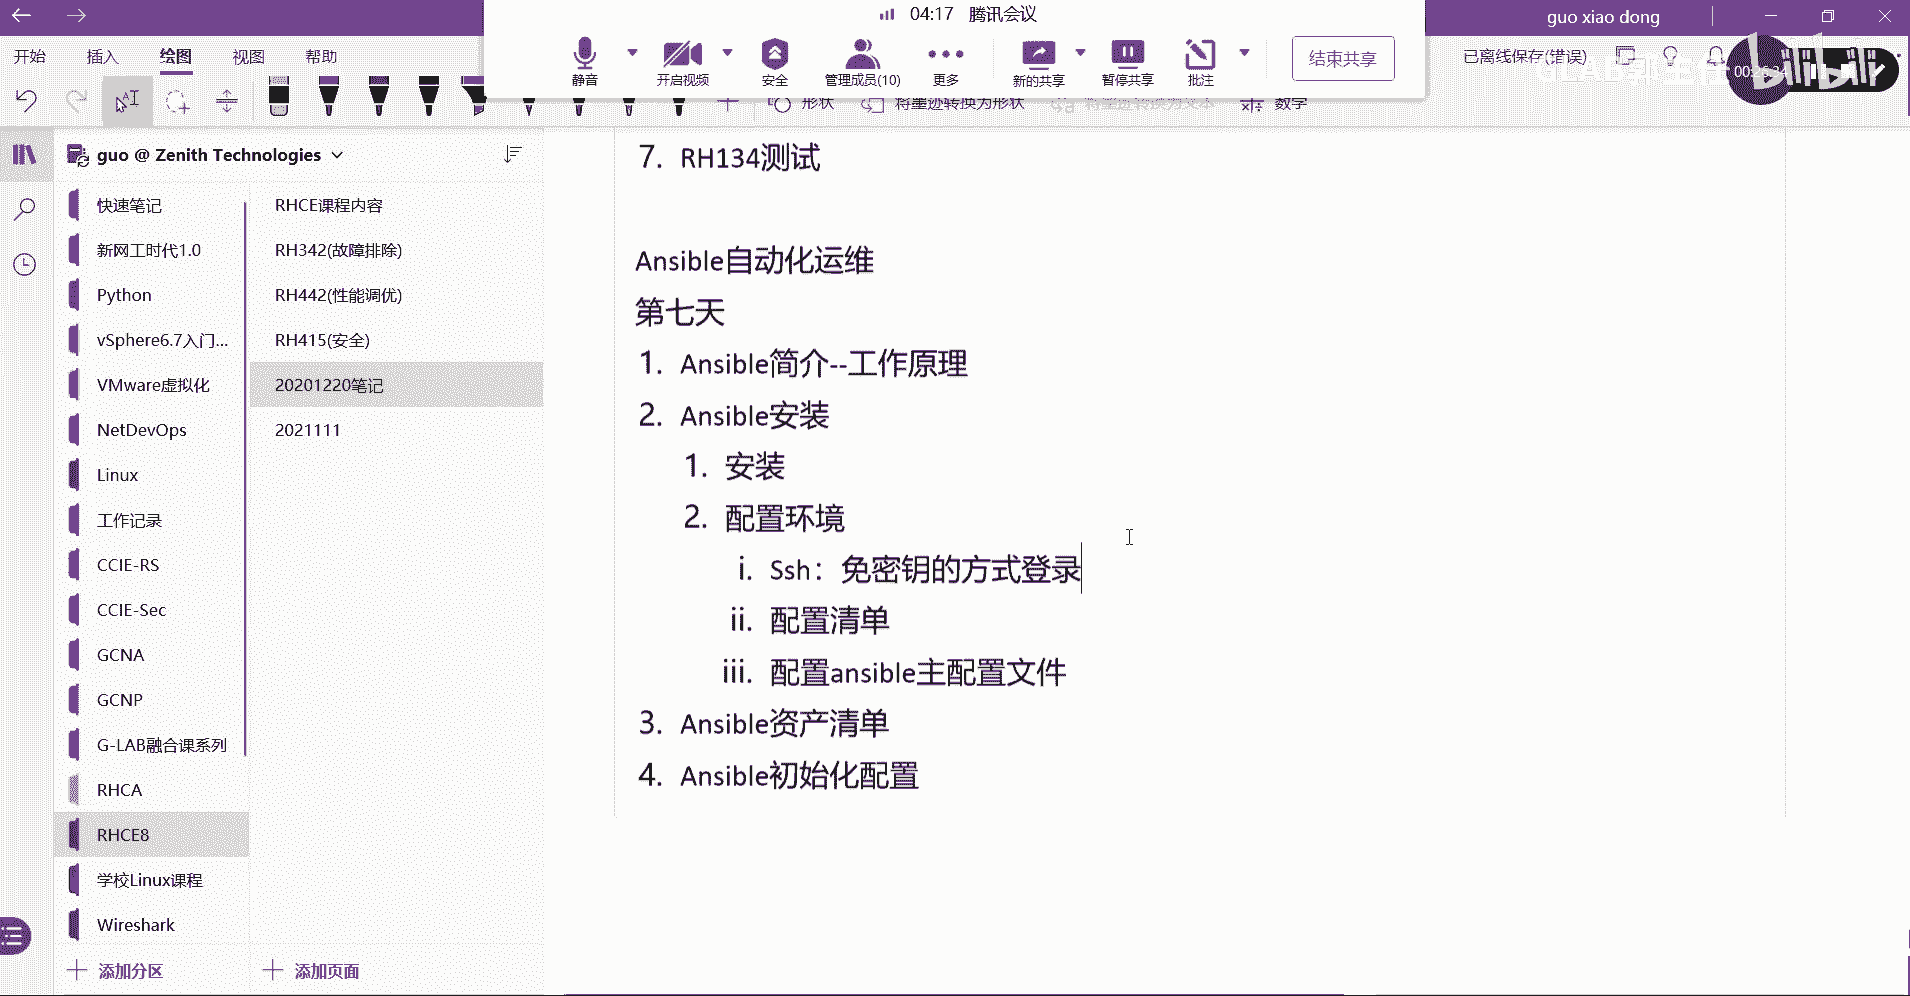 04:17 腾讯会议
guo xiao dong
开始 插入 绘图 视图 帮助
静音 开启视频 安全 管理成员(10) 更多 新的共享 暂停共享 批注 结束共享
已离线保存(错误)
bilibili
形状 将墨迹转换为形状 将墨迹转换为文本 数学
guo @ Zenith Technologies
快速笔记
新网工时代1.0
Python
vSphere6.7入门...
VMware虚拟化
NetDevOps
Linux
工作记录
CCIE-RS
CCIE-Sec
GCNA
GCNP
G-LAB融合课系列
RHCA
RHCE8
学校Linux课程
Wireshark
添加分区
RHCE课程内容
RH342(故障排除)
RH442(性能调优)
RH415(安全)
20201220笔记
2021111
添加页面
7. RH134测试
Ansible自动化运维
第七天
1. Ansible简介--工作原理
2. Ansible安装
1. 安装
2. 配置环境
i. Ssh：免密钥的方式登录
ii. 配置清单
iii. 配置ansible主配置文件
3. Ansible资产清单
4. Ansible初始化配置